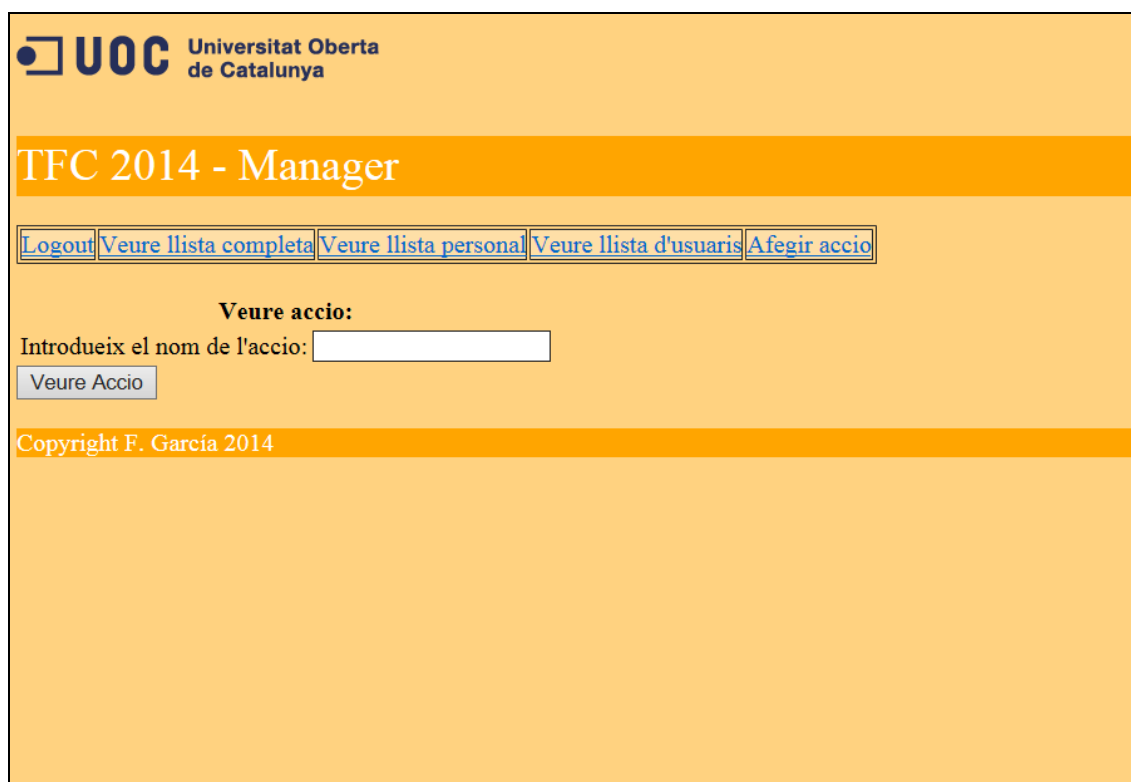 UOC Universitat Oberta
de Catalunya
TFC 2014 - Manager
Logout Veure llista completa Veure llista personal Veure llista d'usuaris Afegir accio
Veure accio:
Introdueix el nom de l'accio:
Veure Accio
Copyright F. García 2014